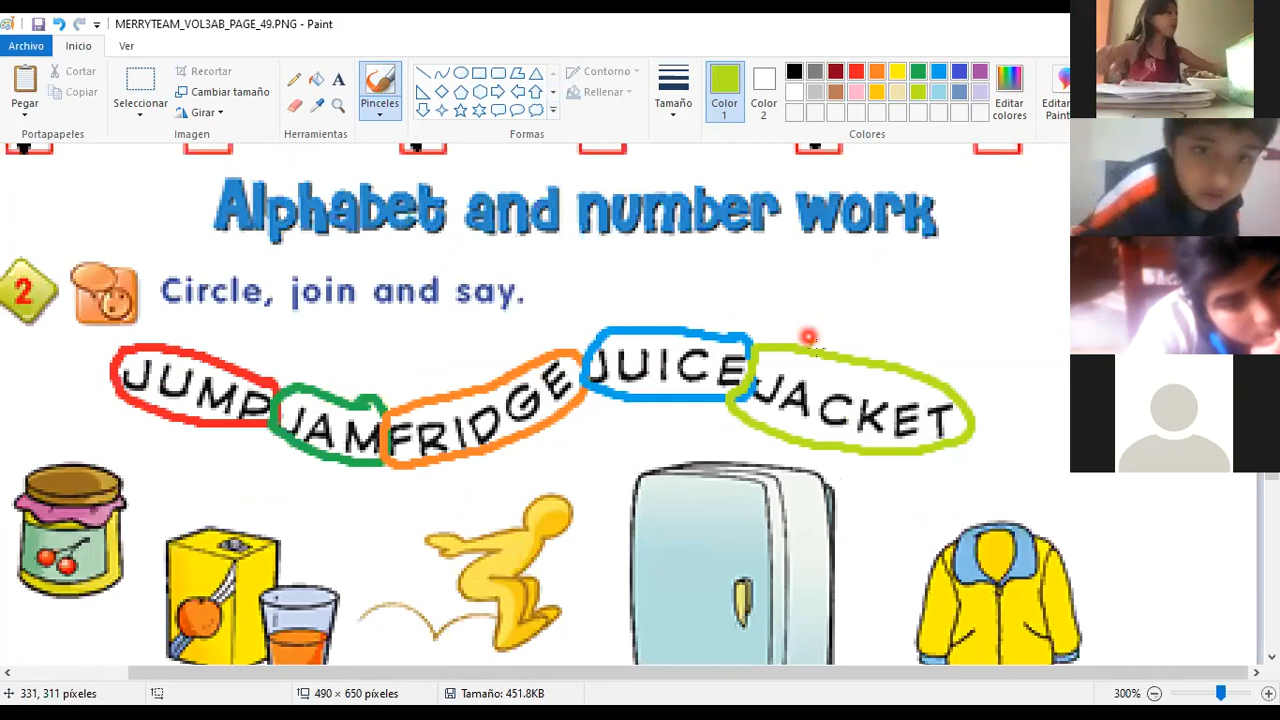 MERRYTEAM_VOL3AB_PAGE_49.PNG - Paint
Archivo Inicio Ver
Pegar
Cortar
Copiar
Portapapeles
Seleccionar
Recortar
Cambiar tamaño
Girar
Imagen
Herramientas
Pinceles
Contorno
Rellenar
Formas
Tamaño
Color 1
Color 2
Editar colores
Colores
Alphabet and number work
2 Circle, join and say.
JUMP JAM FRIDGE JUICE JACKET
331, 311 píxeles 490 × 650 píxeles Tamaño: 451.8KB 300%